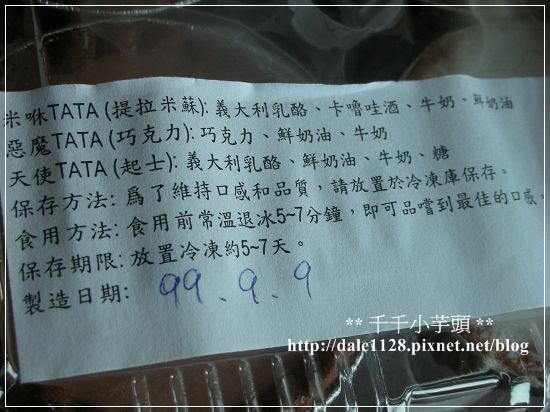 米咻TATA (提拉米蘇): 義大利乳酪、卡嚕哇酒、牛奶、鮮奶油
惡魔TATA (巧克力): 巧克力、鮮奶油、牛奶
天使TATA (起士): 義大利乳酪、鮮奶油、牛奶、糖
保存方法: 爲了維持口感和品質，請放置於冷凍庫保存。
食用方法: 食用前常溫退冰5~7分鐘，即可品嚐到最佳的口感。
保存期限: 放置冷凍約5~7天。
製造日期: 99.9.9
** 千千小芋頭 **
http://dale1128.pixnet.net/blog